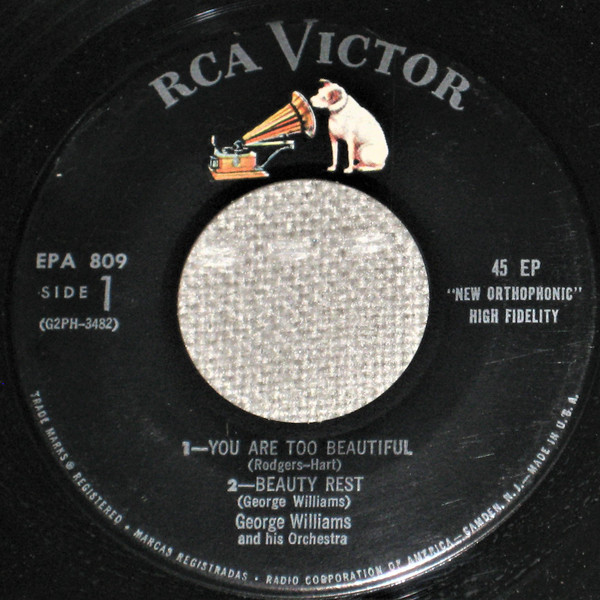 RCA VICTOR
EPA 809
SIDE 1
(G2PH-3482)
45 EP
"NEW ORTHOPHONIC"
HIGH FIDELITY
1—YOU ARE TOO BEAUTIFUL
(Rodgers-Hart)
2—BEAUTY REST
(George Williams)
George Williams
and his Orchestra
TRADE MARKS ® REGISTERED • MARCAS REGISTRADAS • RADIO CORPORATION OF AMERICA—CAMDEN, N. J.—MADE IN U.S.A.